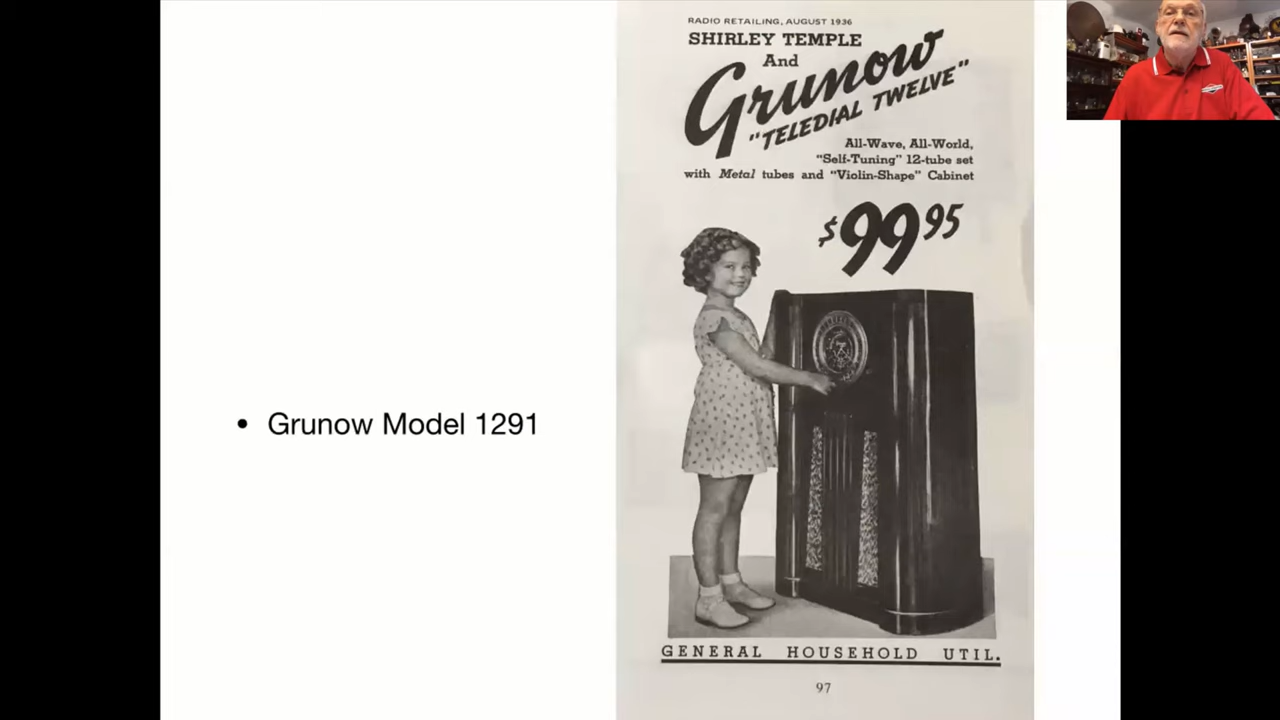 RADIO RETAILING, AUGUST 1936
SHIRLEY TEMPLE
And
Grunow
"TELEDIAL TWELVE"
All-Wave, All-World,
"Self-Tuning" 12-tube set
with Metal tubes and "Violin-Shape" Cabinet
$99 95
• Grunow Model 1291
GENERAL HOUSEHOLD UTIL.
97